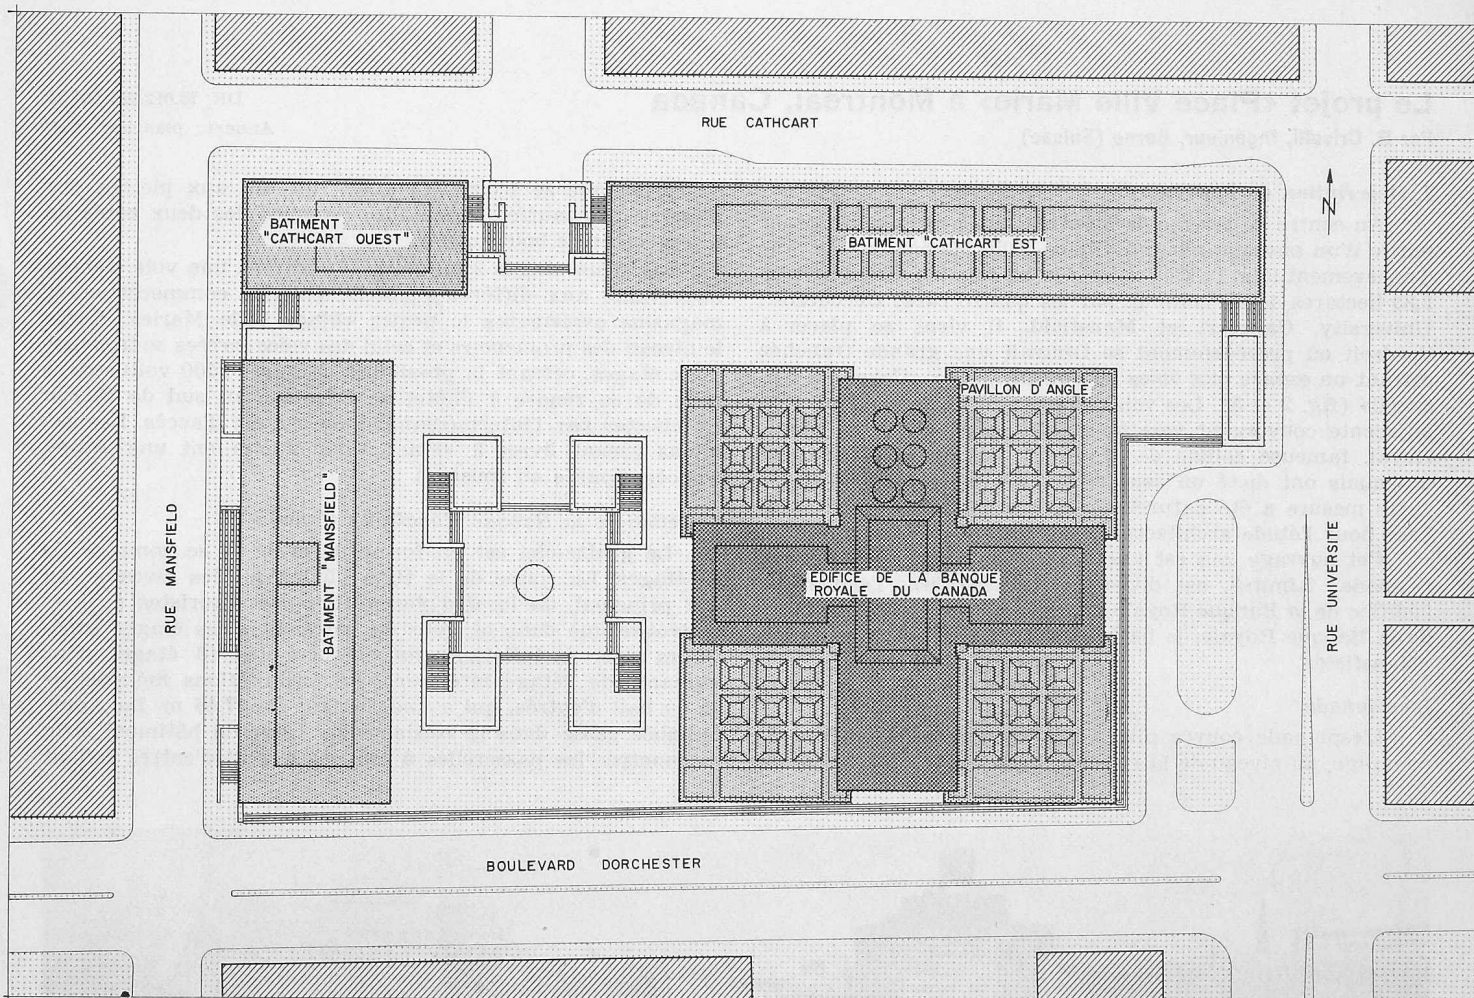 RUE CATHCART
N
BATIMENT
"CATHCART OUEST"
BATIMENT "CATHCART EST"
PAVILLON D'ANGLE
RUE MANSFIELD
BATIMENT "MANSFIELD"
EDIFICE DE LA BANQUE
ROYALE DU CANADA
RUE UNIVERSITE
BOULEVARD DORCHESTER